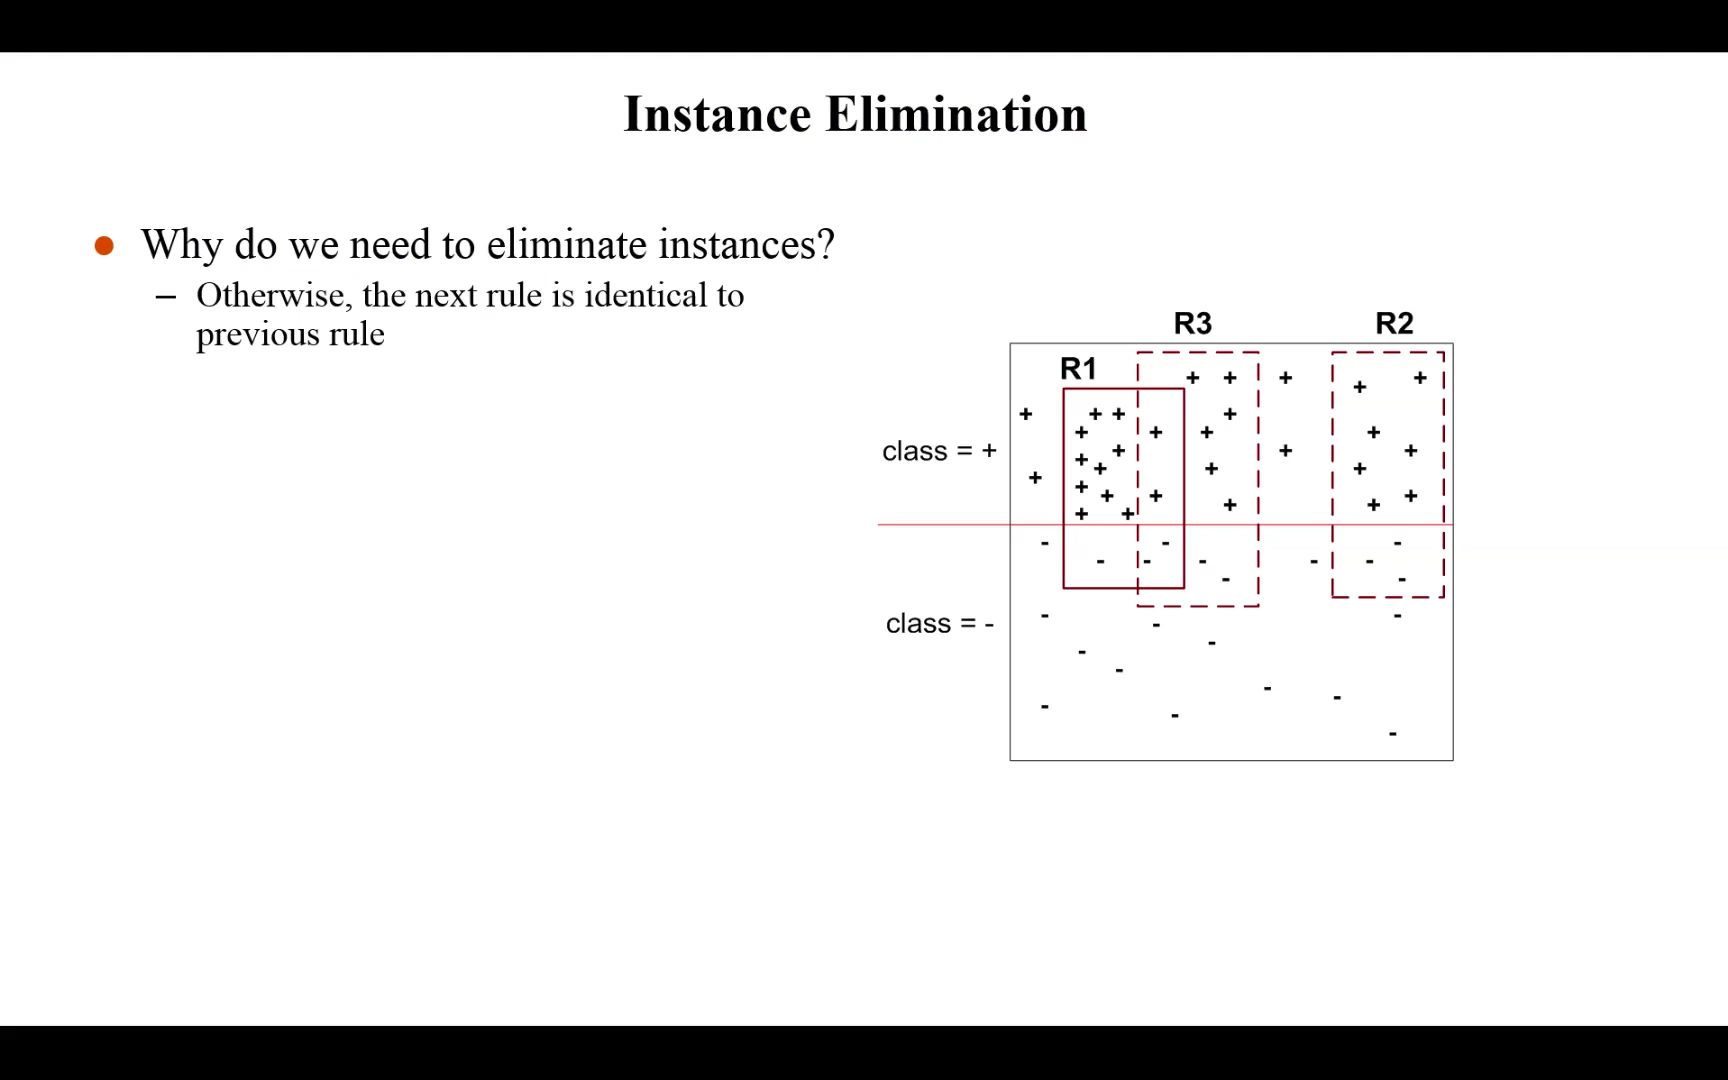 Instance Elimination
● Why do we need to eliminate instances?
– Otherwise, the next rule is identical to
previous rule
R3
R2
R1
class = +
class = -